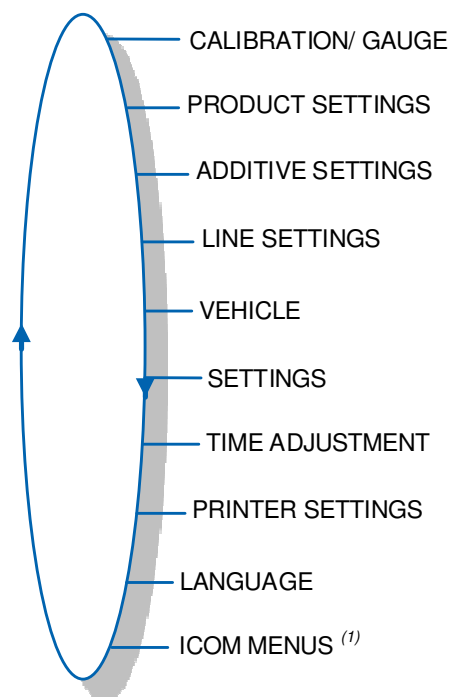 CALIBRATION/ GAUGE
PRODUCT SETTINGS
ADDITIVE SETTINGS
LINE SETTINGS
VEHICLE
SETTINGS
TIME ADJUSTMENT
PRINTER SETTINGS
LANGUAGE
ICOM MENUS (1)